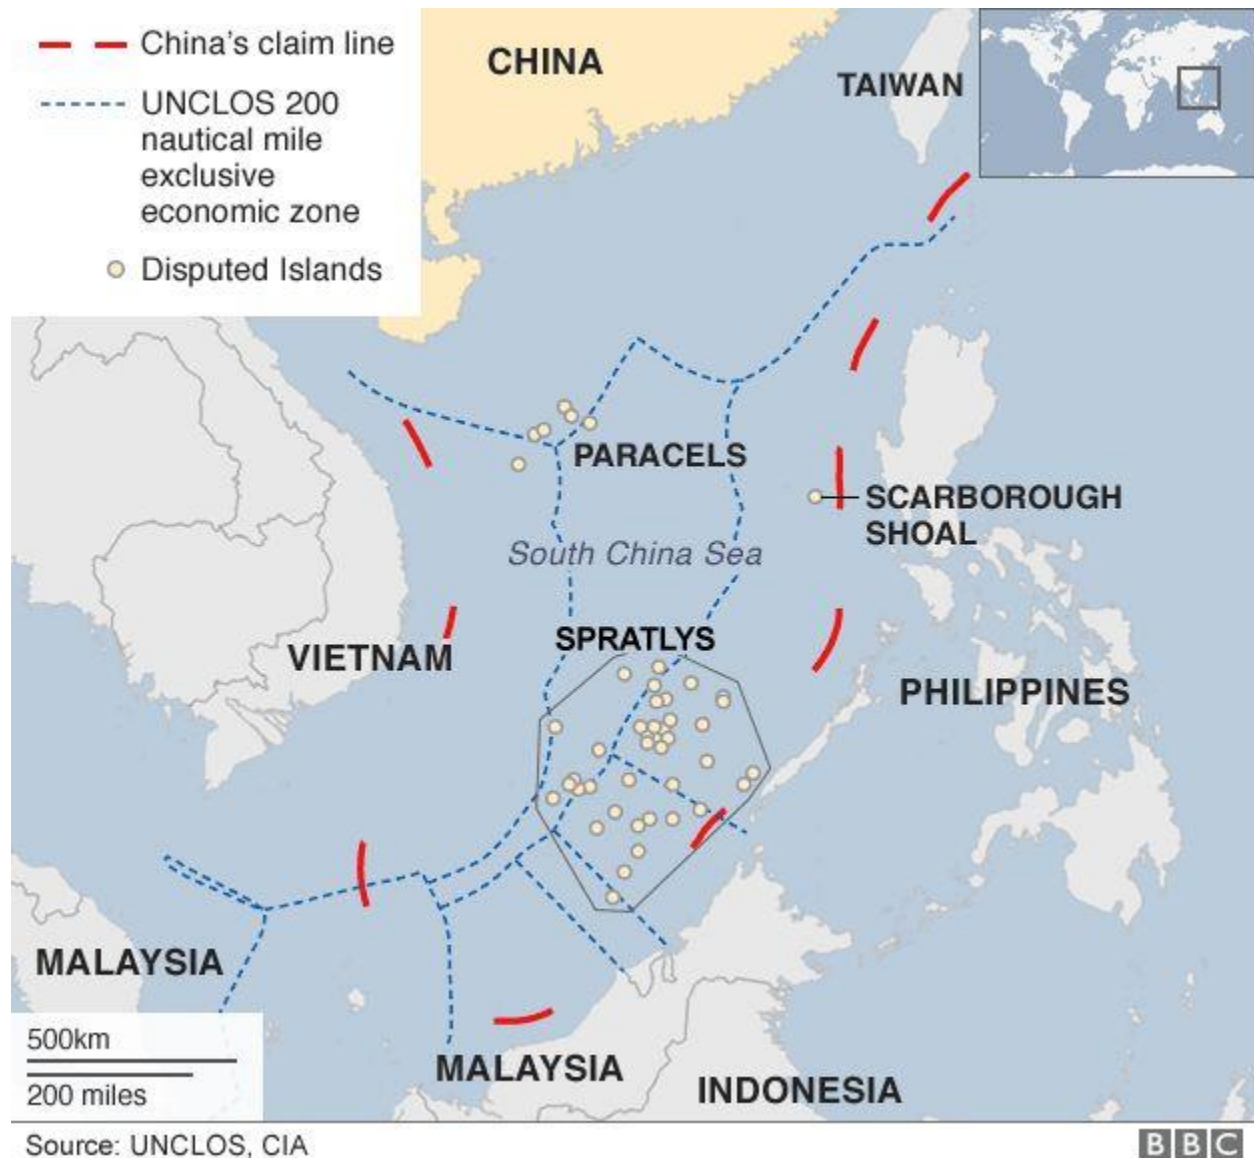 China's claim line
UNCLOS 200
nautical mile
exclusive
economic zone
Disputed Islands
CHINA
TAIWAN
PARACELS
SCARBOROUGH
SHOAL
South China Sea
SPRATLYS
VIETNAM
PHILIPPINES
MALAYSIA
MALAYSIA
INDONESIA
500km
200 miles
Source: UNCLOS, CIA
BBC